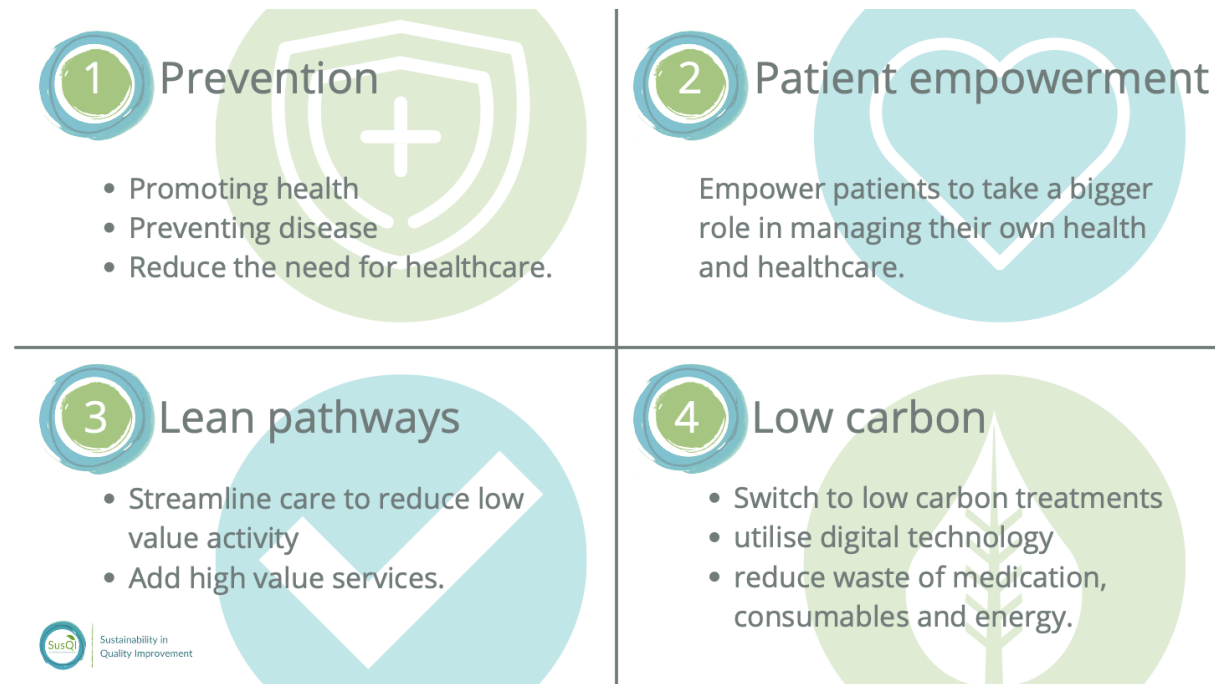 1 Prevention
• Promoting health
• Preventing disease
• Reduce the need for healthcare.
2 Patient empowerment
Empower patients to take a bigger
role in managing their own health
and healthcare.
3 Lean pathways
• Streamline care to reduce low
value activity
• Add high value services.
4 Low carbon
• Switch to low carbon treatments
• utilise digital technology
• reduce waste of medication,
consumables and energy.
SusQI
Sustainability in
Quality Improvement